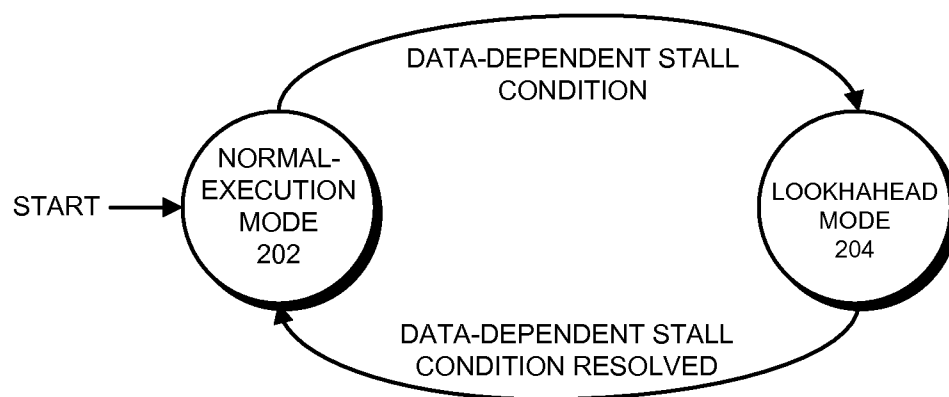 DATA-DEPENDENT STALL
CONDITION
START
NORMAL-
EXECUTION
MODE
202
LOOKHAHEAD
MODE
204
DATA-DEPENDENT STALL
CONDITION RESOLVED